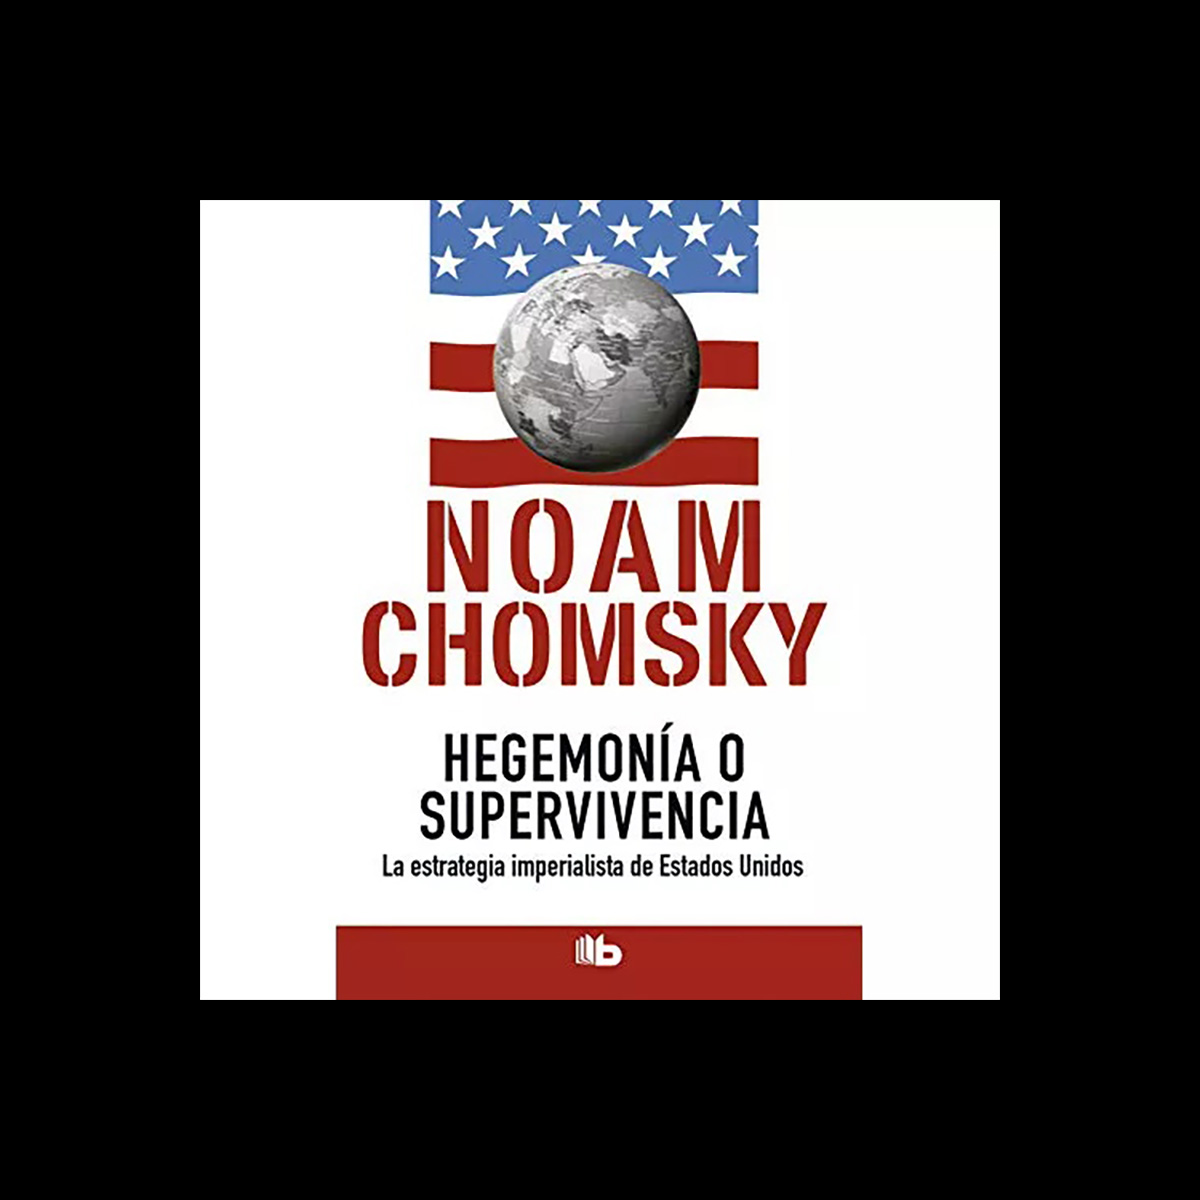 NOAM
CHOMSKY
HEGEMONÍA O
SUPERVIVENCIA
La estrategia imperialista de Estados Unidos
b